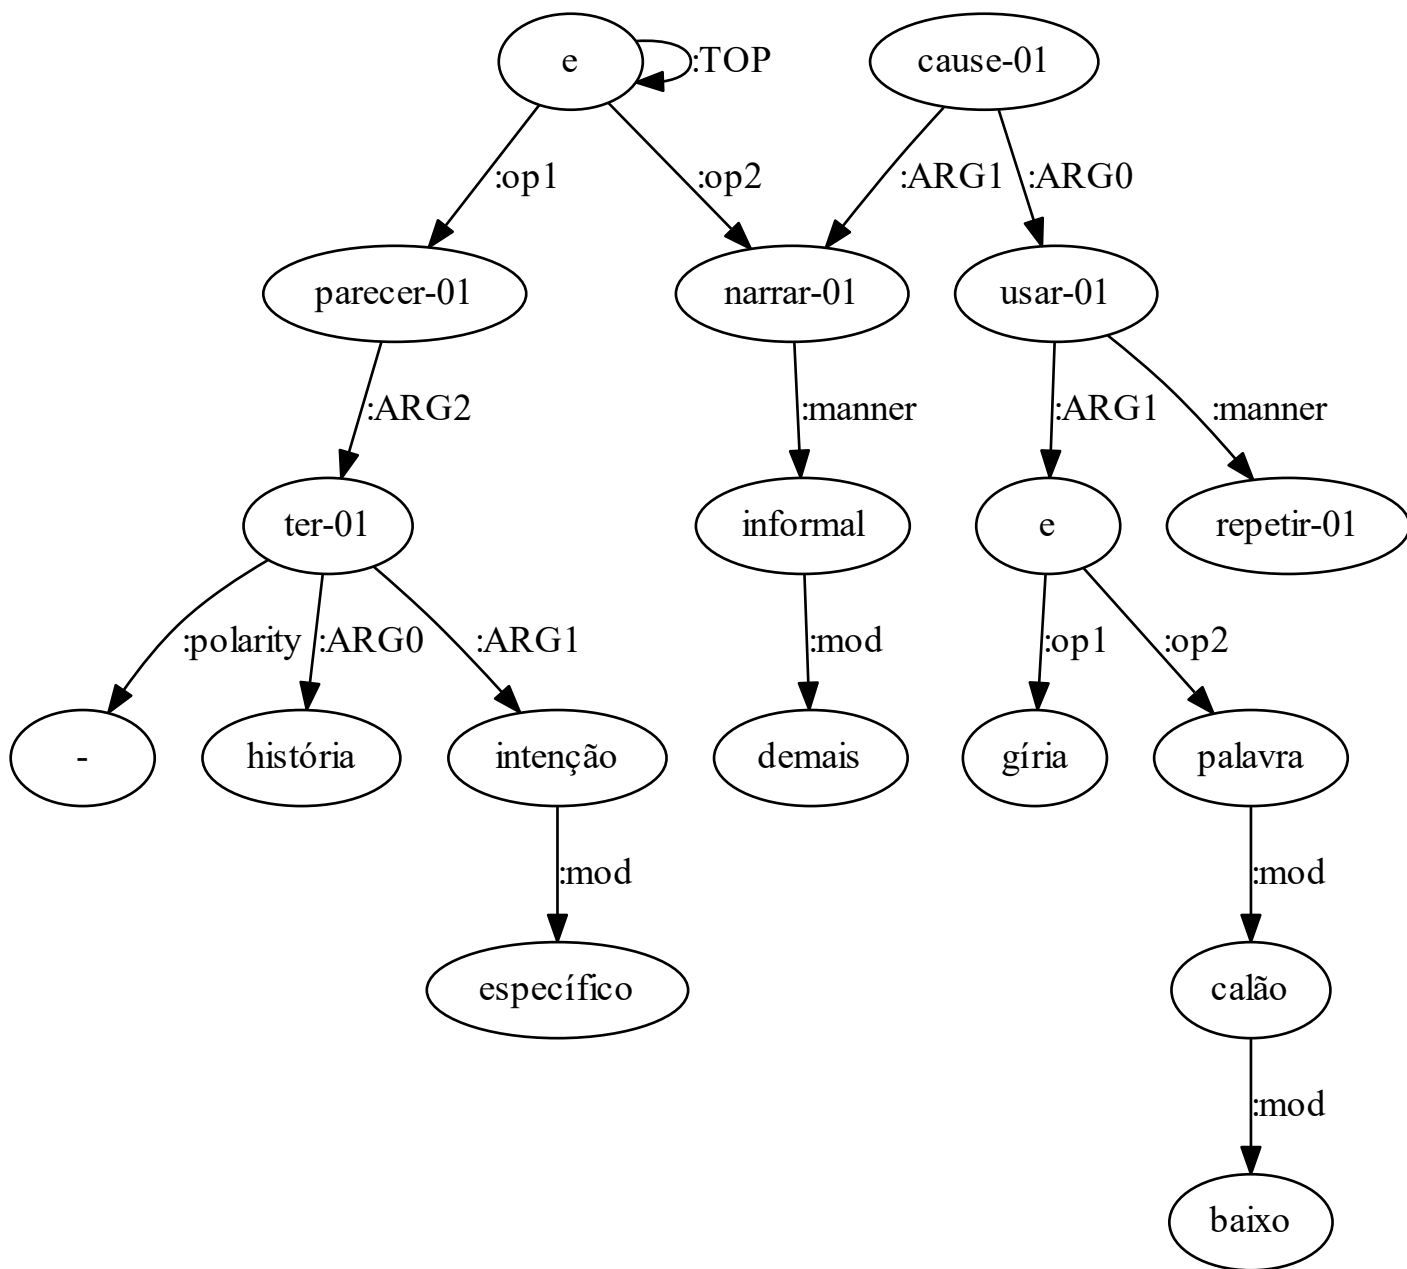 e
:TOP
cause-01
:op1
:op2
:ARG1
:ARG0
parecer-01
narrar-01
usar-01
:ARG2
:manner
:ARG1
:manner
ter-01
informal
e
repetir-01
:polarity
:ARG0
:ARG1
:mod
:op1
:op2
-
história
intenção
demais
gíria
palavra
:mod
:mod
específico
calão
:mod
baixo